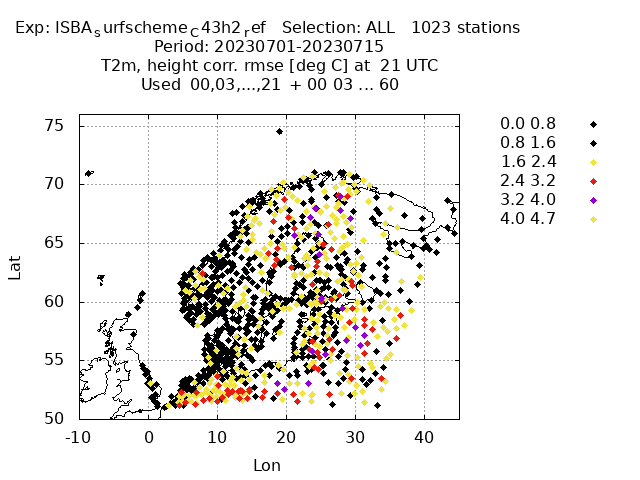 Exp: ISBA_surfscheme_C43h2_ref   Selection: ALL   1023 stations
Period: 20230701-20230715
T2m, height corr. rmse [deg C] at  21 UTC
Used  00,03,...,21  + 00 03 ... 60
0.0 0.8
0.8 1.6
1.6 2.4
2.4 3.2
3.2 4.0
4.0 4.7
75
70
65
60
55
50
Lat
-10 0 10 20 30 40
Lon